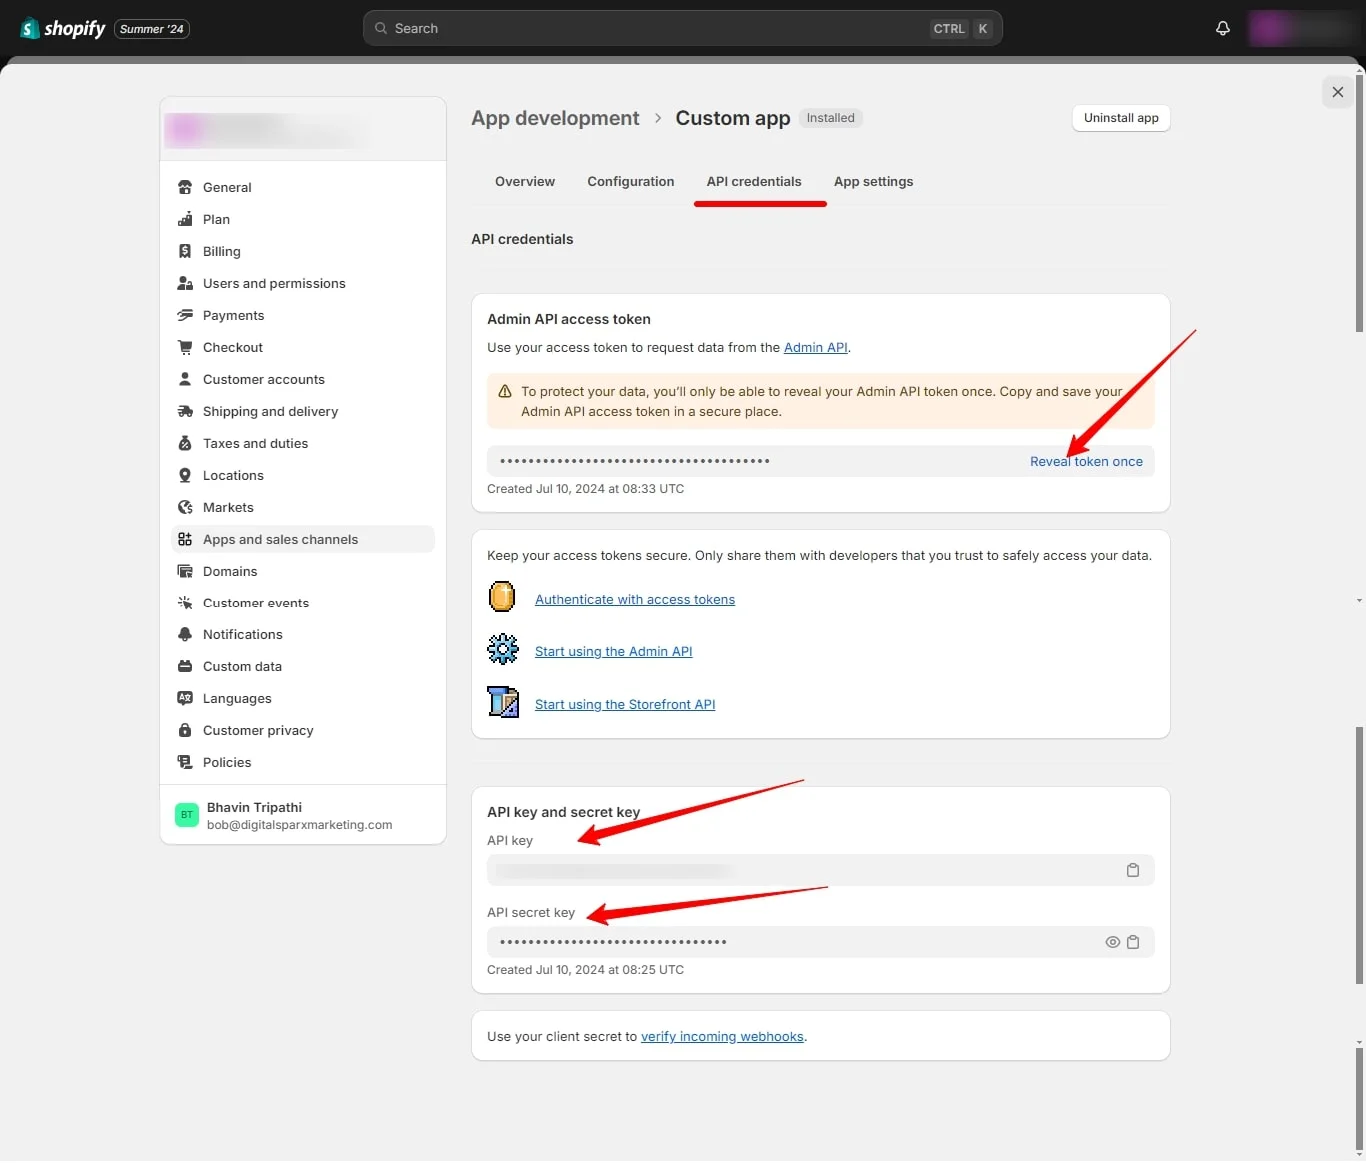 shopify Summer '24
Search CTRL K
General
Plan
Billing
Users and permissions
Payments
Checkout
Customer accounts
Shipping and delivery
Taxes and duties
Locations
Markets
Apps and sales channels
Domains
Customer events
Notifications
Custom data
Languages
Customer privacy
Policies
BT
Bhavin Tripathi
bob@digitalsparxmarketing.com
App development › Custom app Installed
Uninstall app
Overview Configuration API credentials App settings
API credentials
Admin API access token
Use your access token to request data from the Admin API.
To protect your data, you’ll only be able to reveal your Admin API token once. Copy and save your
Admin API access token in a secure place.
•••••••••••••••••••••••••••••••••••••• Reveal token once
Created Jul 10, 2024 at 08:33 UTC
Keep your access tokens secure. Only share them with developers that you trust to safely access your data.
Authenticate with access tokens
Start using the Admin API
Start using the Storefront API
API key and secret key
API key
API secret key
••••••••••••••••••••••••••••••••
Created Jul 10, 2024 at 08:25 UTC
Use your client secret to verify incoming webhooks.